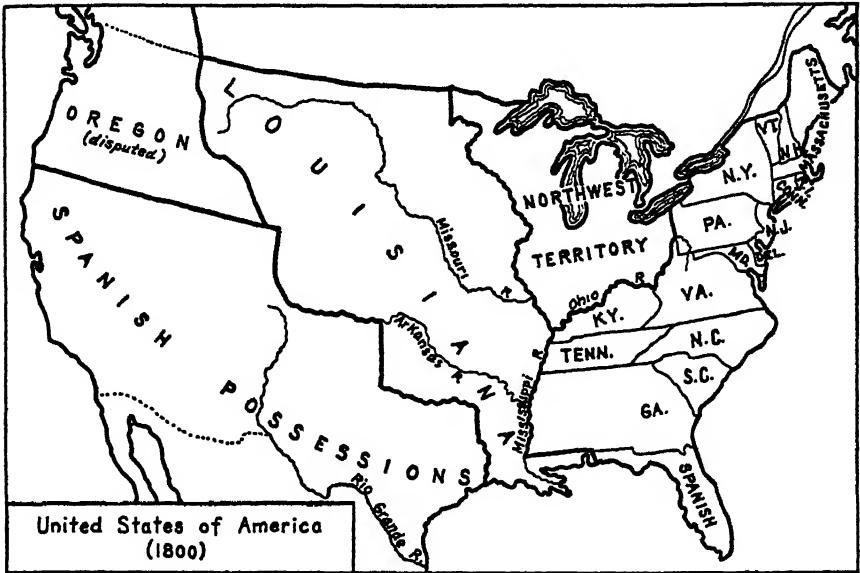 OREGON
(disputed)
LOUISIANA
SPANISH
POSSESSIONS
Missouri R.
Arkansas R.
Mississippi R.
Rio Grande R.
Ohio R.
NORTHWEST
TERRITORY
MASSACHUSETTS
VT.
N.H.
N.Y.
CONN.
R.I.
PA.
N.J.
MD.
DEL.
VA.
KY.
TENN.
N.C.
S.C.
GA.
SPANISH
United States of America
(1800)